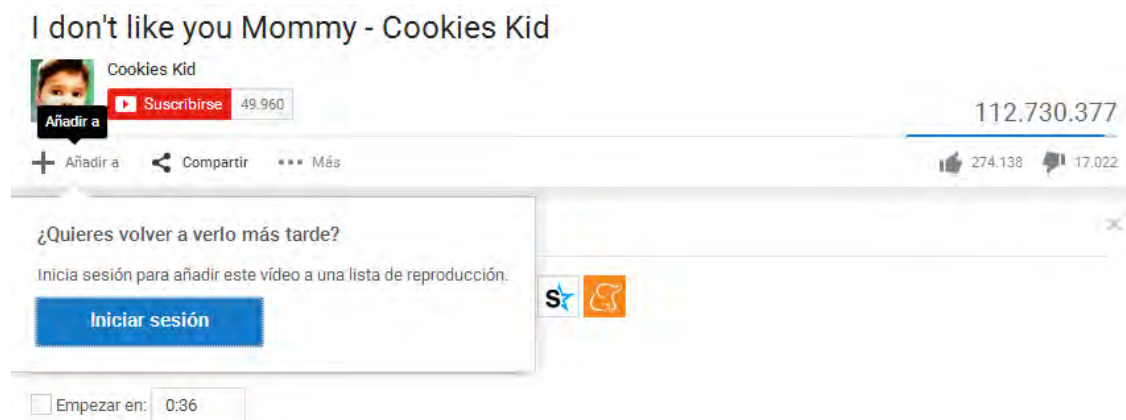 I don't like you Mommy - Cookies Kid
Cookies Kid
Suscribirse 49.960
Añadir a
112.730.377
Añadir a Compartir Más
274.138 17.022
¿Quieres volver a verlo más tarde?
Inicia sesión para añadir este vídeo a una lista de reproducción.
Iniciar sesión
Empezar en: 0:36